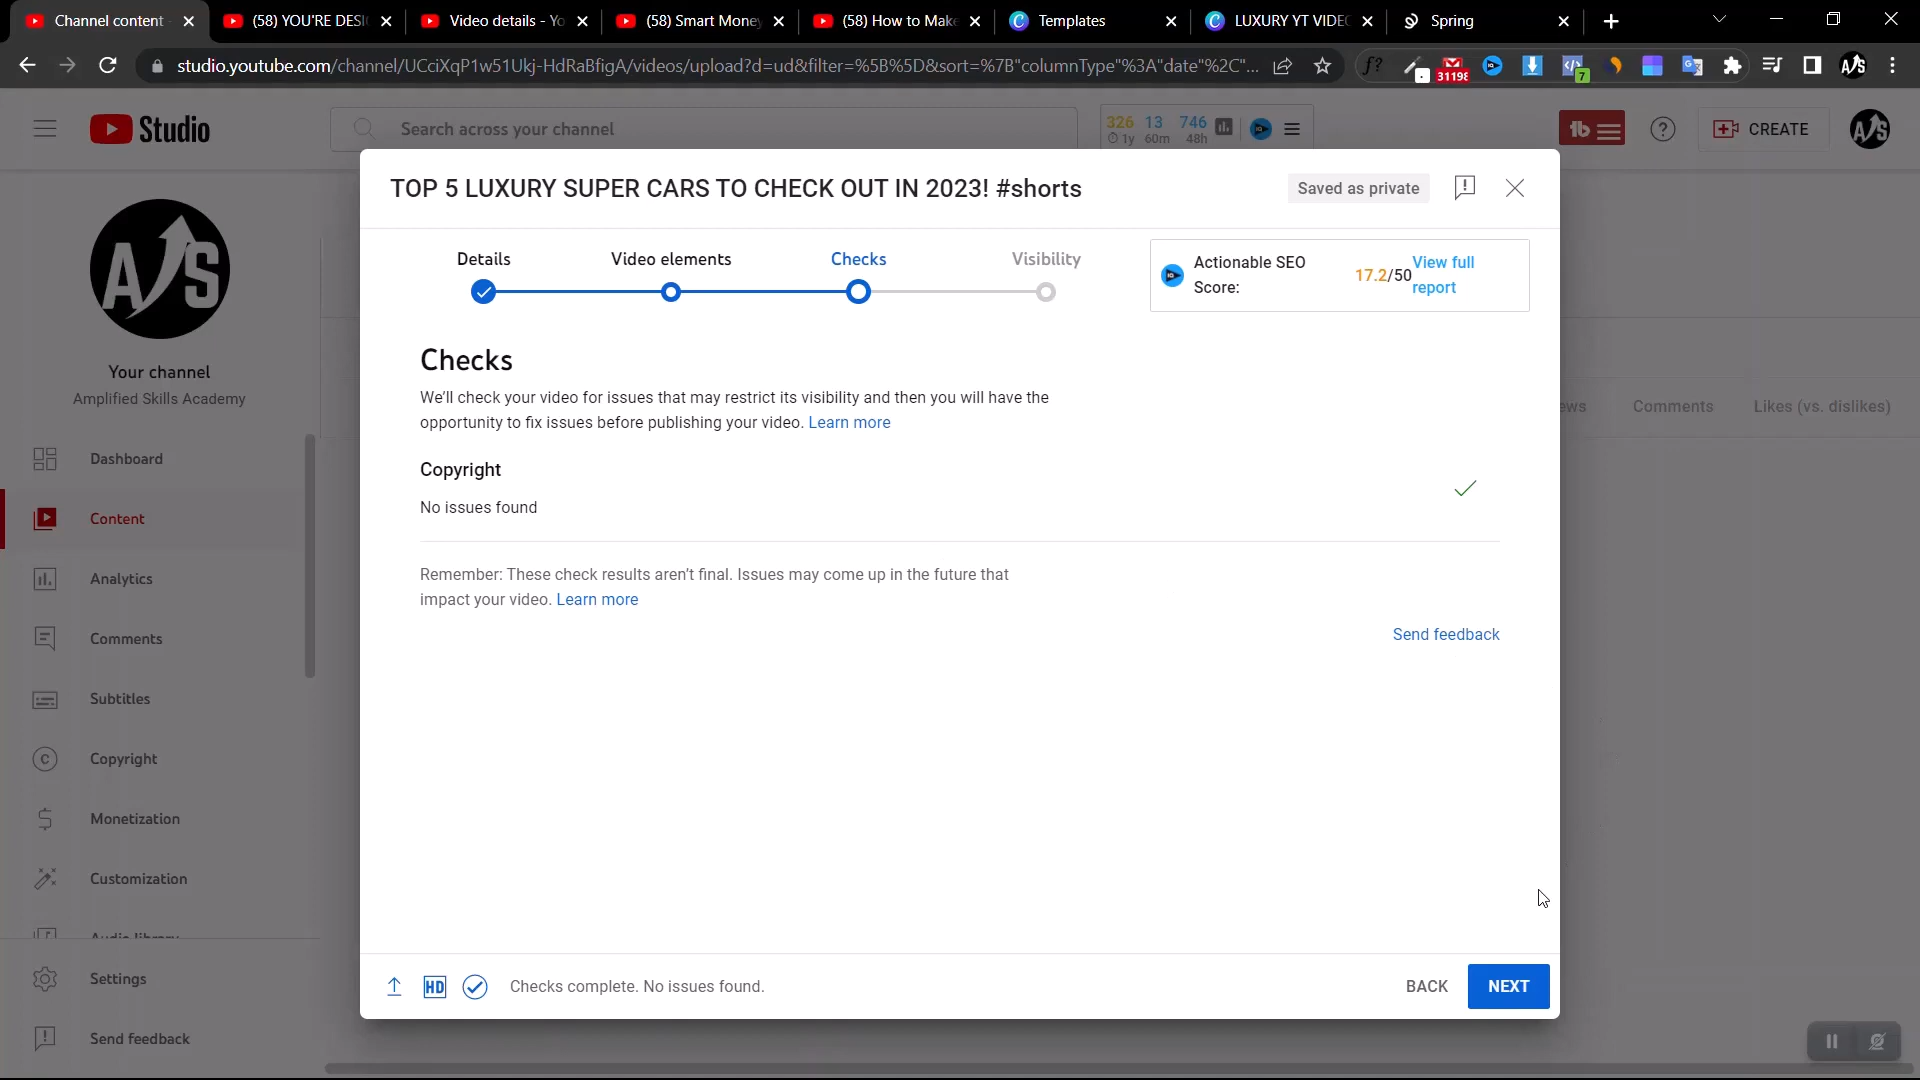 Channel content
(58) YOU'RE DESI
Video details - Yo
(58) Smart Money
(58) How to Make
Templates
LUXURY YT VIDEO
Spring
studio.youtube.com/channel/UCciXqP1w51Ukj-HdRaBfigA/videos/upload?d=ud&filter=%5B%5D&sort=%7B"columnType"%3A"date"%2C"...
f?
31198
7
A/S
Studio
Search across your channel
326 13 746
1y 60m 48h
CREATE
A/S
TOP 5 LUXURY SUPER CARS TO CHECK OUT IN 2023! #shorts
Saved as private
Details
Video elements
Checks
Visibility
Actionable SEO Score:
17.2/50
View full report
A/S
Your channel
Amplified Skills Academy
Dashboard
Content
Analytics
Comments
Subtitles
Copyright
Monetization
Customization
Audio library
Settings
Send feedback
Checks
We'll check your video for issues that may restrict its visibility and then you will have the
opportunity to fix issues before publishing your video. Learn more
Copyright
No issues found
Remember: These check results aren't final. Issues may come up in the future that
impact your video. Learn more
Send feedback
ews
Comments
Likes (vs. dislikes)
HD
Checks complete. No issues found.
BACK
NEXT